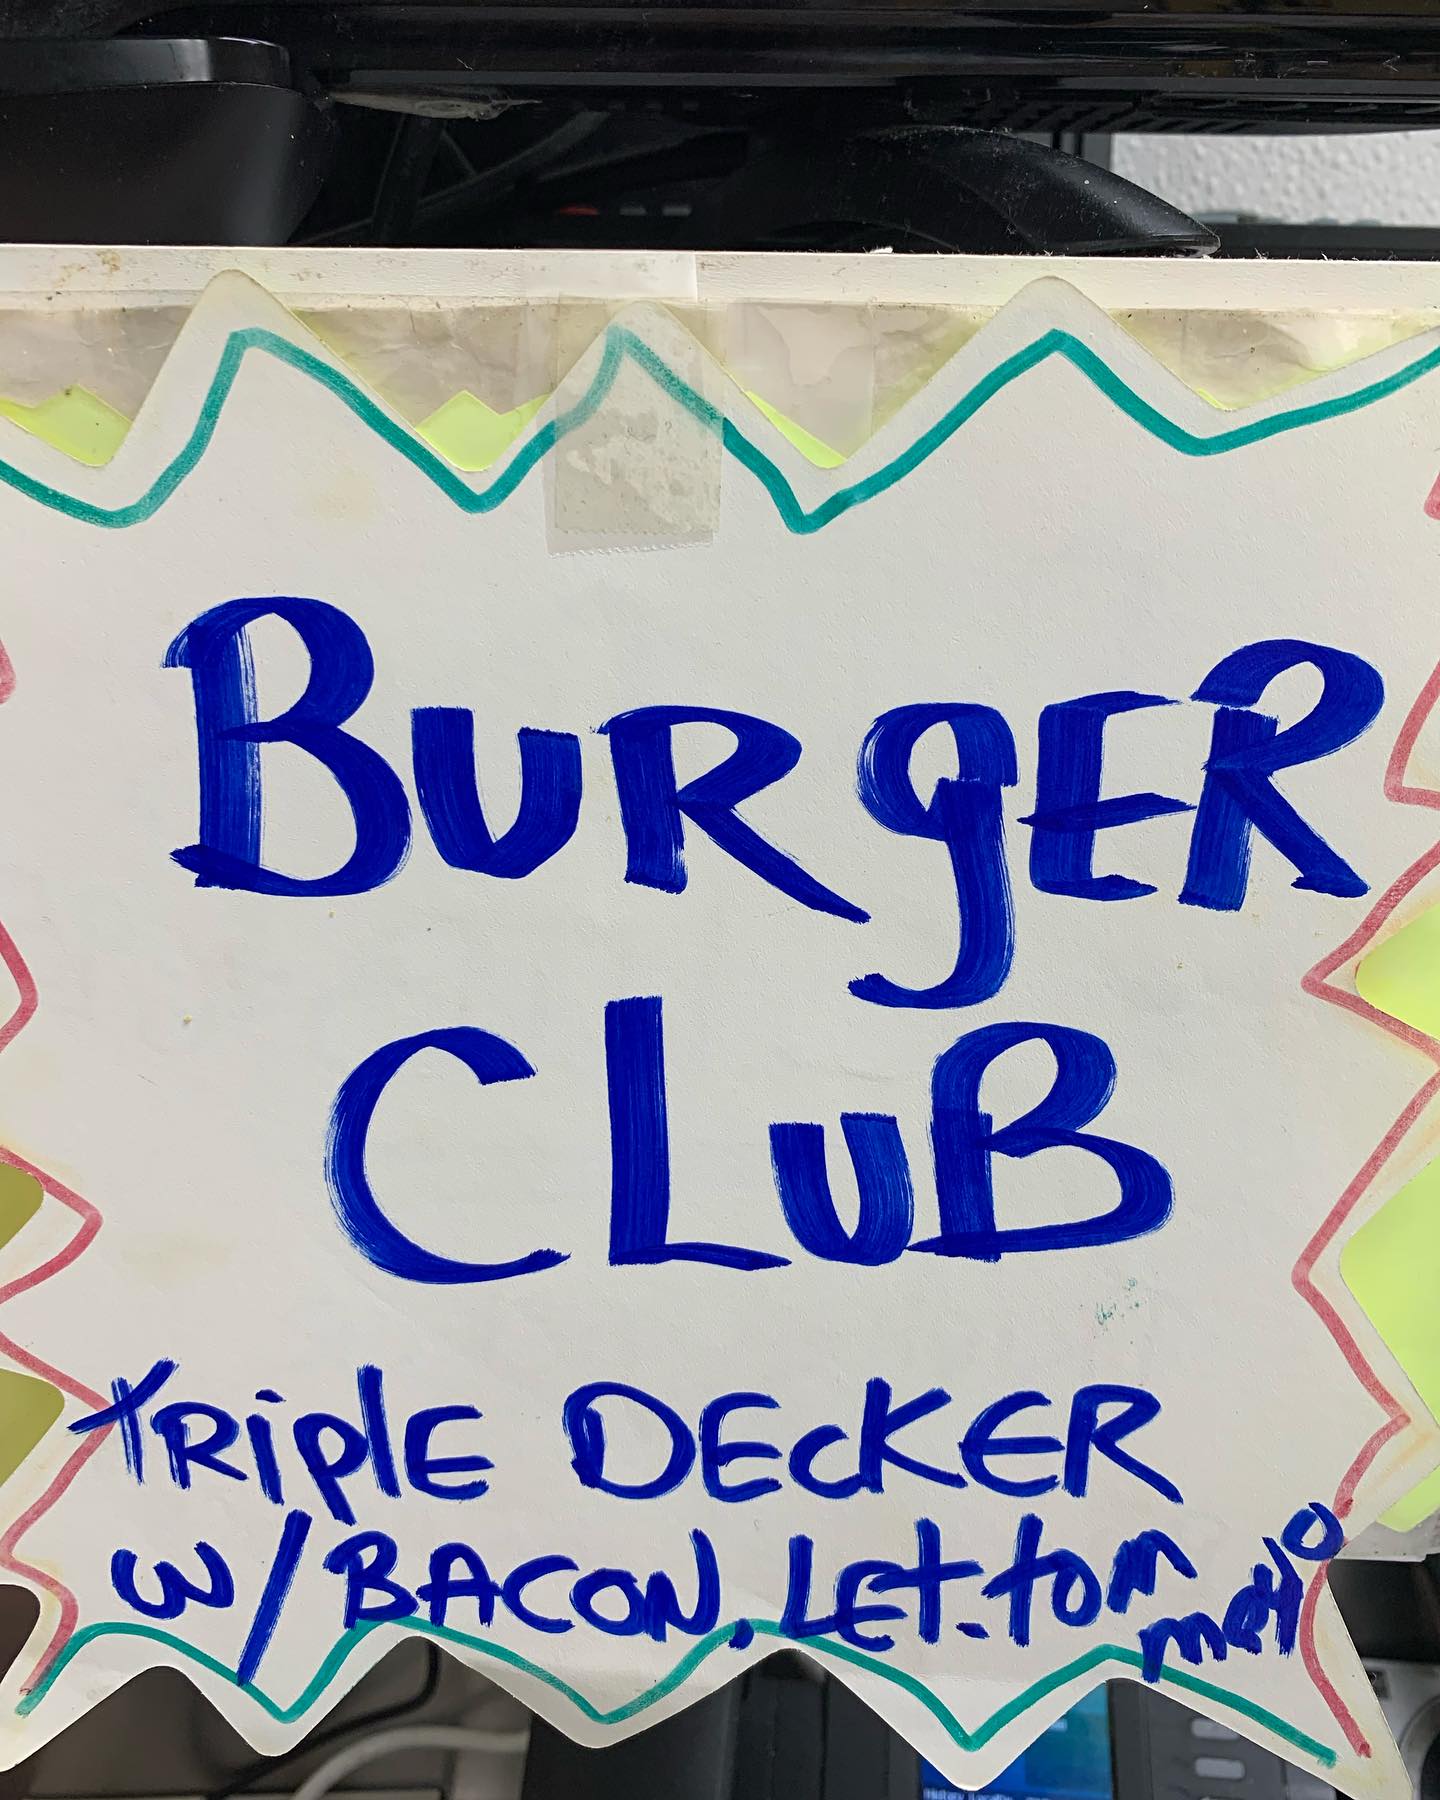 BurgER
CLuB
TRiplE DEcKER
w/BACON, LET. tom
mayo